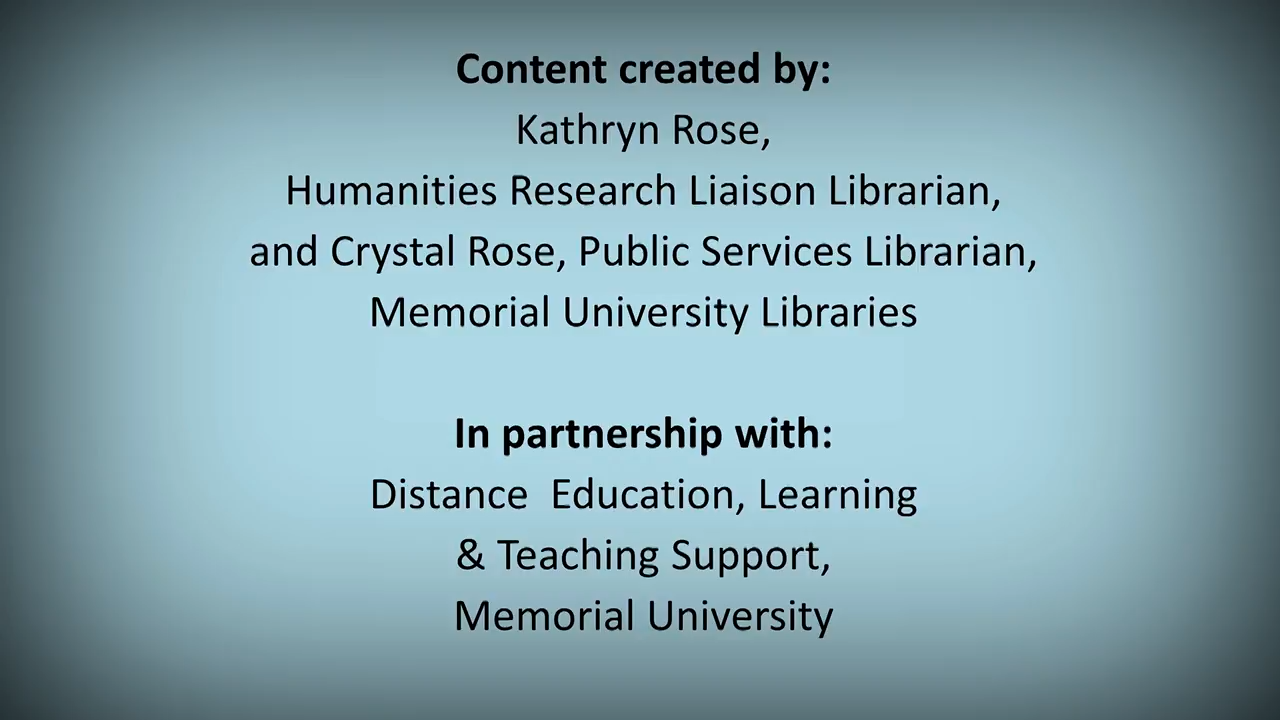 Content created by:
Kathryn Rose,
Humanities Research Liaison Librarian,
and Crystal Rose, Public Services Librarian,
Memorial University Libraries
In partnership with:
Distance  Education, Learning
& Teaching Support,
Memorial University